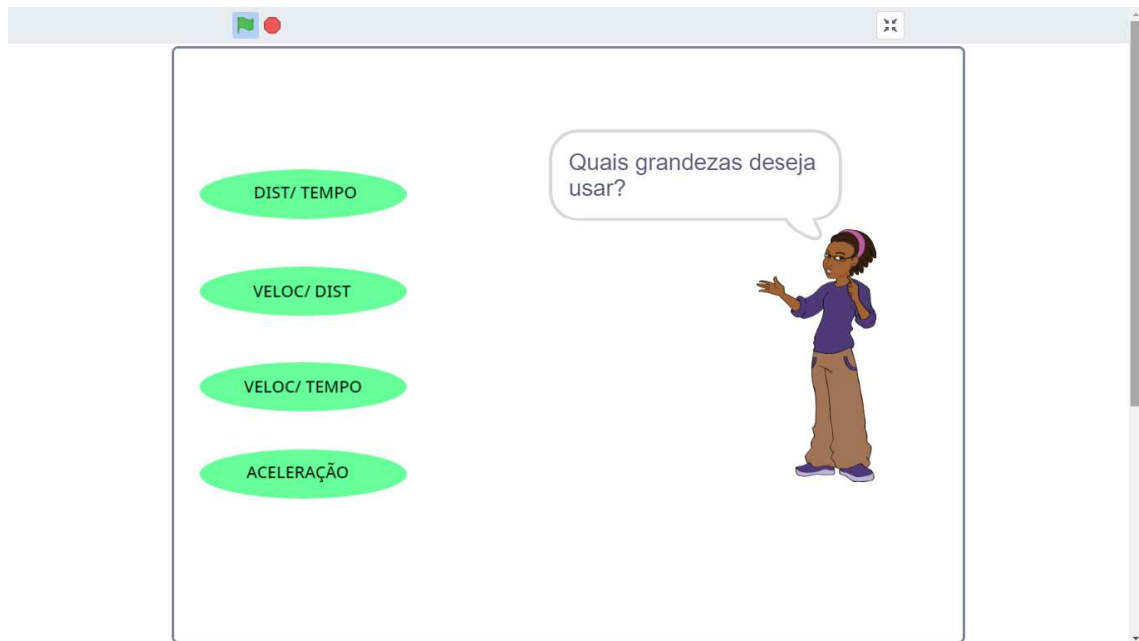 Quais grandezas deseja
usar?
DIST/ TEMPO
VELOC/ DIST
VELOC/ TEMPO
ACELERAÇÃO